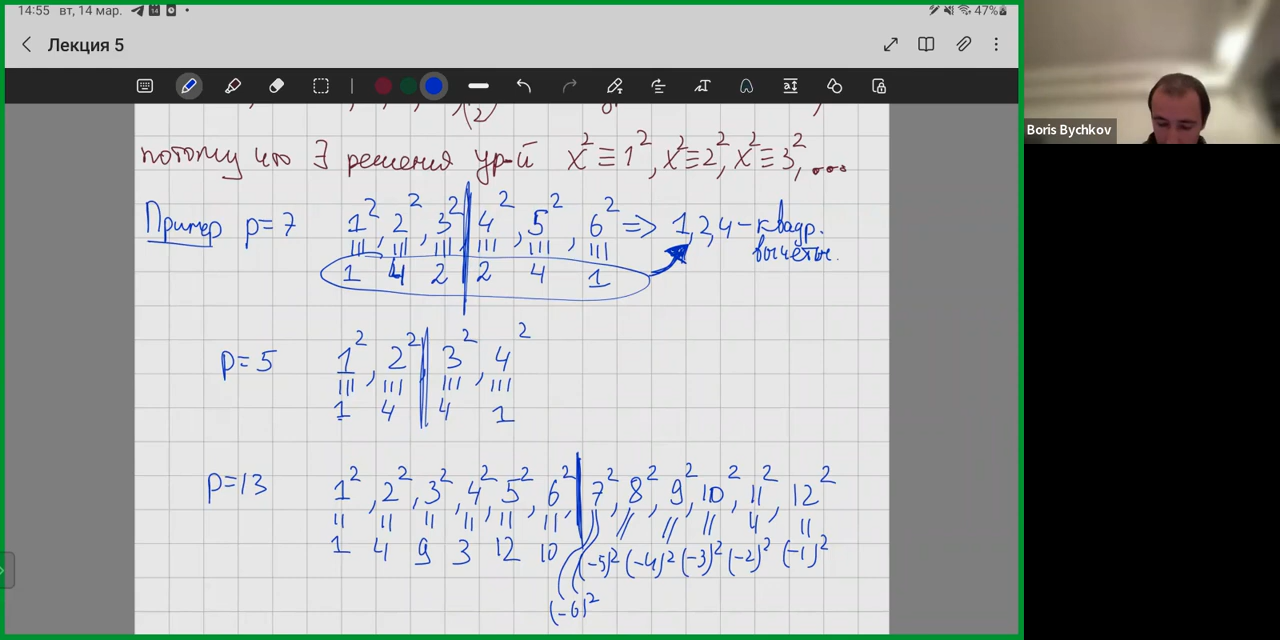 14:55 вт, 14 мар. 47%
Лекция 5
Boris Bychkov
потому что ∃ решения ур-й x²≡1², x²≡2², x²≡3², ...
Пример p=7 1², 2², 3² | 4², 5², 6² ⇒ 1,2,4 – квадр. вычеты.
1 4 2 2 4 1
p=5 1², 2² | 3², 4²
1 4 4 1
p=13 1², 2², 3², 4², 5², 6², | 7², 8², 9², 10², 11², 12²
1 4 9 3 12 10 (-5)² (-4)² (-3)² (-2)² (-1)²
(-6)²